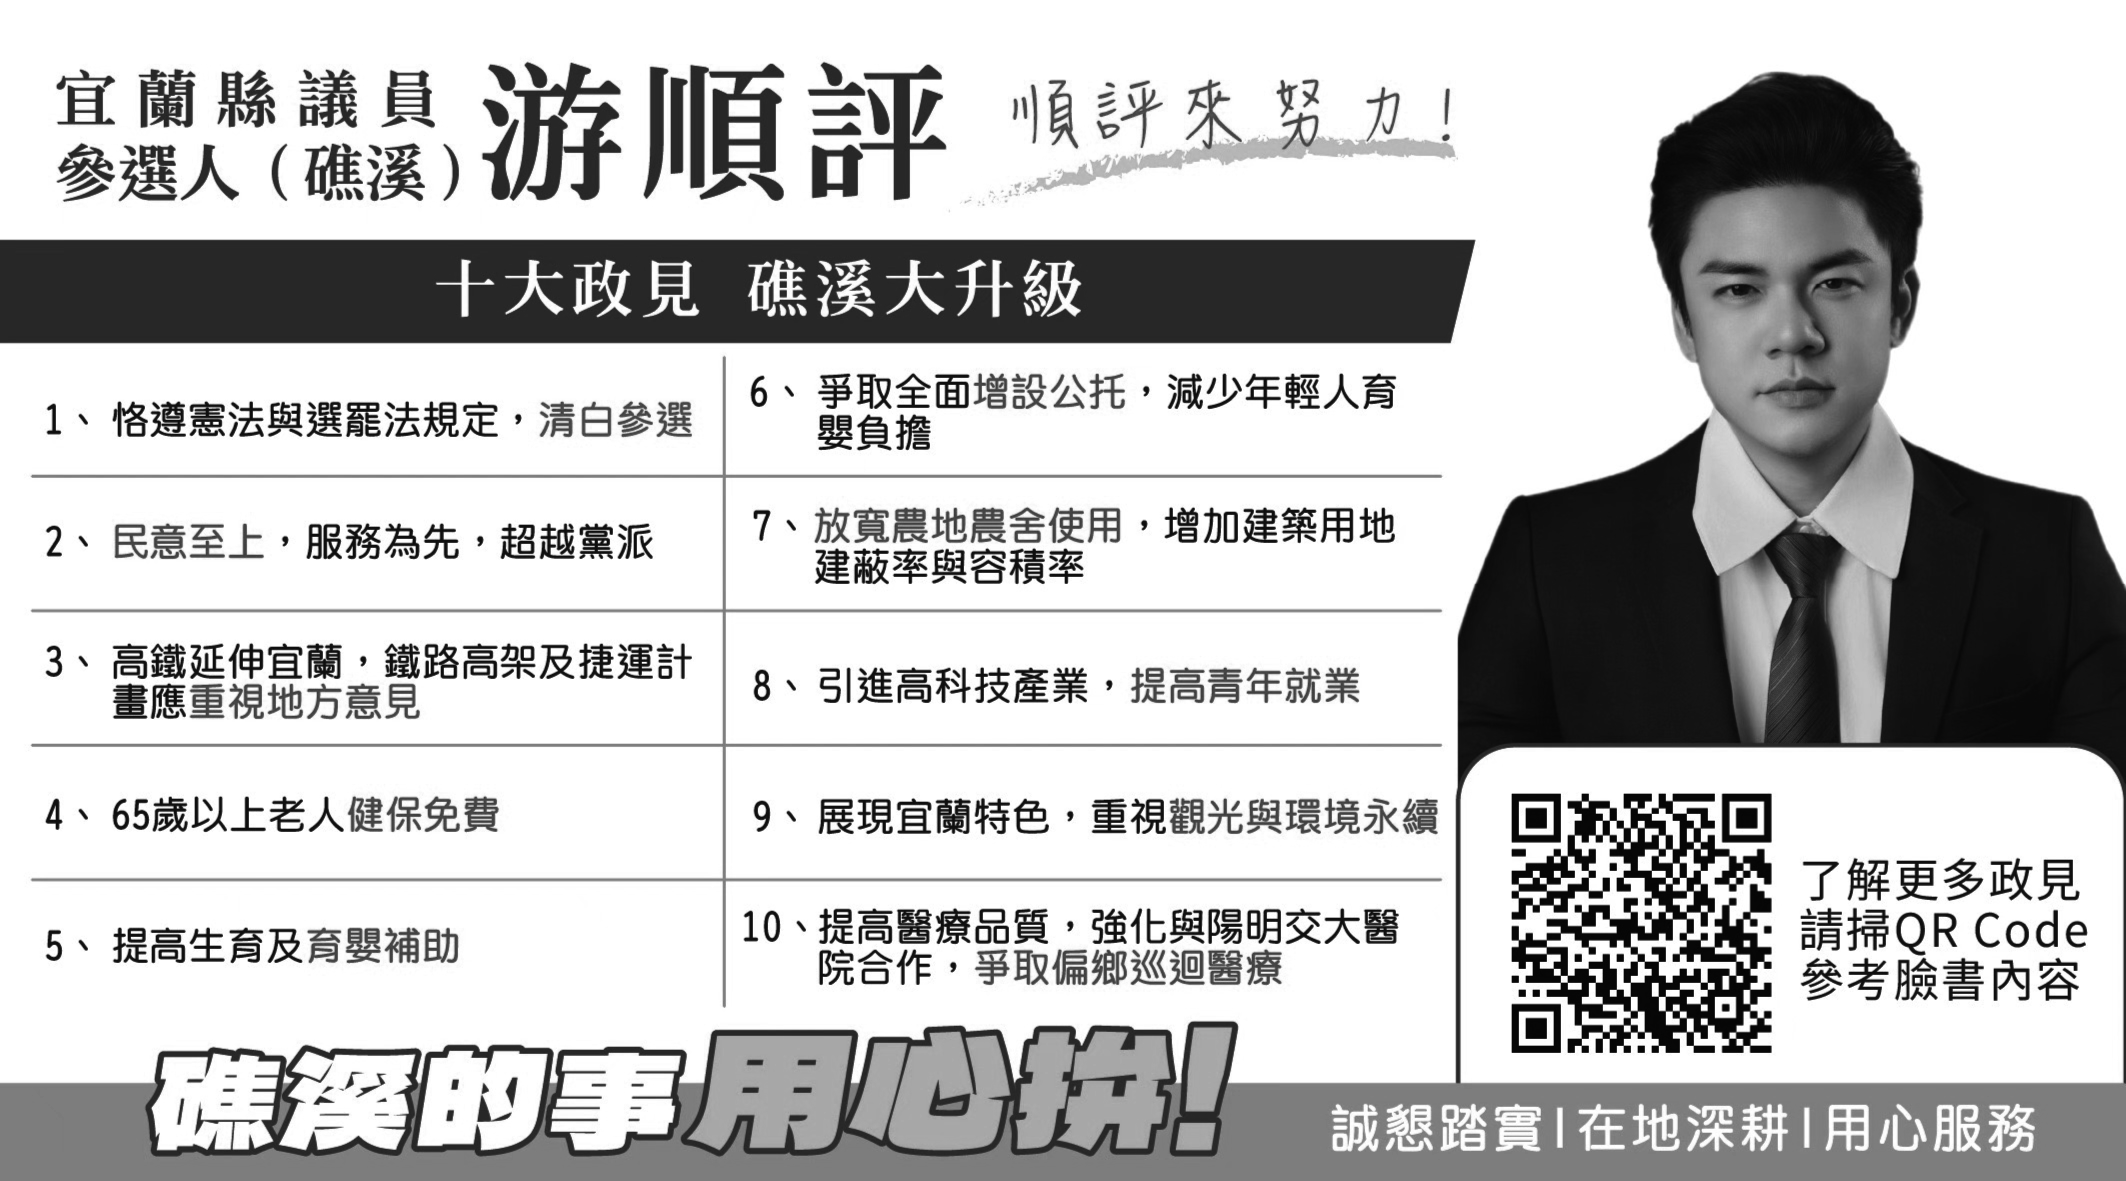 宜蘭縣議員
參選人（礁溪）
游順評
順評來努力！
十大政見 礁溪大升級
1、恪遵憲法與選罷法規定，清白參選
2、民意至上，服務為先，超越黨派
3、高鐵延伸宜蘭，鐵路高架及捷運計
畫應重視地方意見
4、65歲以上老人健保免費
5、提高生育及育嬰補助
6、爭取全面增設公托，減少年輕人育
嬰負擔
7、放寬農地農舍使用，增加建築用地
建蔽率與容積率
8、引進高科技產業，提高青年就業
9、展現宜蘭特色，重視觀光與環境永續
10、提高醫療品質，強化與陽明交大醫
院合作，爭取偏鄉巡迴醫療
了解更多政見
請掃QR Code
參考臉書內容
礁溪的事用心拚！
誠懇踏實|在地深耕|用心服務